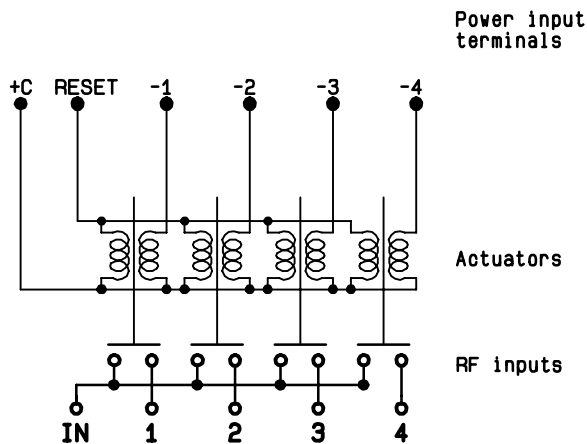 Power input
terminals
+C RESET -1 -2 -3 -4
Actuators
RF inputs
IN 1 2 3 4